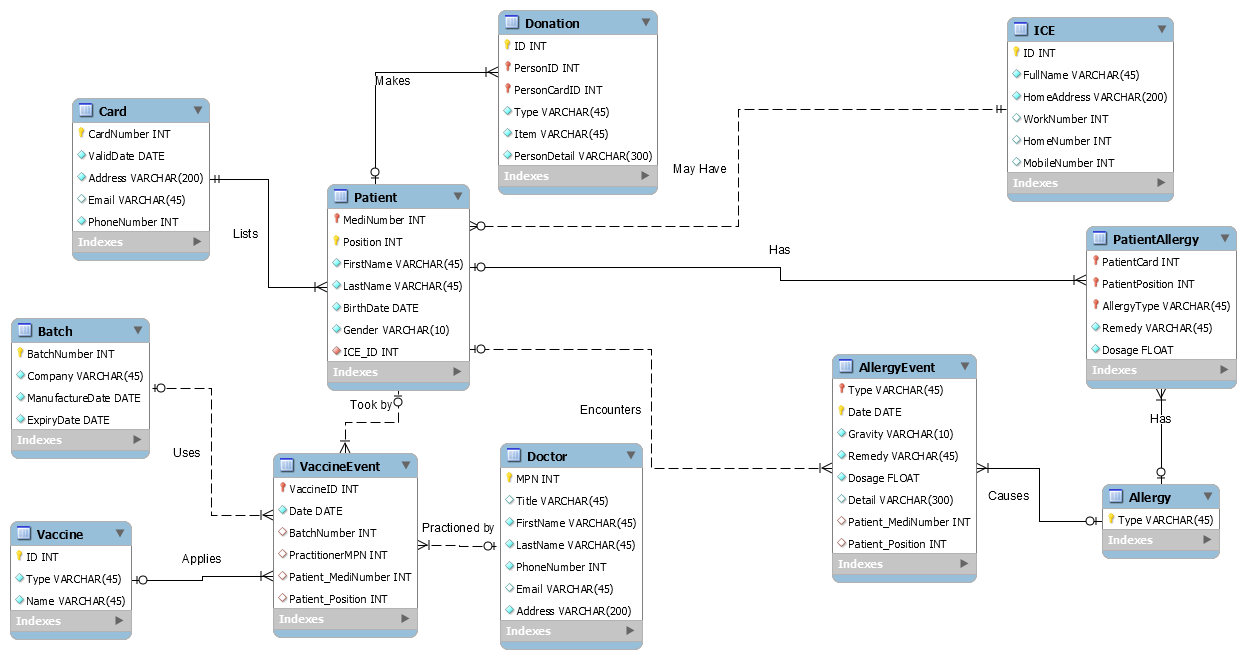 Donation
ID INT
PersonID INT
PersonCardID INT
Type VARCHAR(45)
Item VARCHAR(45)
PersonDetail VARCHAR(300)
Indexes
ICE
ID INT
FullName VARCHAR(45)
HomeAddress VARCHAR(200)
WorkNumber INT
HomeNumber INT
MobileNumber INT
Indexes
Makes
Card
CardNumber INT
ValidDate DATE
Address VARCHAR(200)
Email VARCHAR(45)
PhoneNumber INT
Indexes
May Have
Patient
MediNumber INT
Position INT
FirstName VARCHAR(45)
LastName VARCHAR(45)
BirthDate DATE
Gender VARCHAR(10)
ICE_ID INT
Indexes
Lists
Has
PatientAllergy
PatientCard INT
PatientPosition INT
AllergyType VARCHAR(45)
Remedy VARCHAR(45)
Dosage FLOAT
Indexes
Batch
BatchNumber INT
Company VARCHAR(45)
ManufactureDate DATE
ExpiryDate DATE
Indexes
Took by
Encounters
AllergyEvent
Type VARCHAR(45)
Date DATE
Gravity VARCHAR(10)
Remedy VARCHAR(45)
Dosage FLOAT
Detail VARCHAR(300)
Patient_MediNumber INT
Patient_Position INT
Indexes
Has
Uses
VaccineEvent
VaccineID INT
Date DATE
BatchNumber INT
PractitionerMPN INT
Patient_MediNumber INT
Patient_Position INT
Indexes
Doctor
MPN INT
Title VARCHAR(45)
FirstName VARCHAR(45)
LastName VARCHAR(45)
PhoneNumber INT
Email VARCHAR(45)
Address VARCHAR(200)
Indexes
Causes
Allergy
Type VARCHAR(45)
Indexes
Practioned by
Vaccine
ID INT
Type VARCHAR(45)
Name VARCHAR(45)
Indexes
Applies